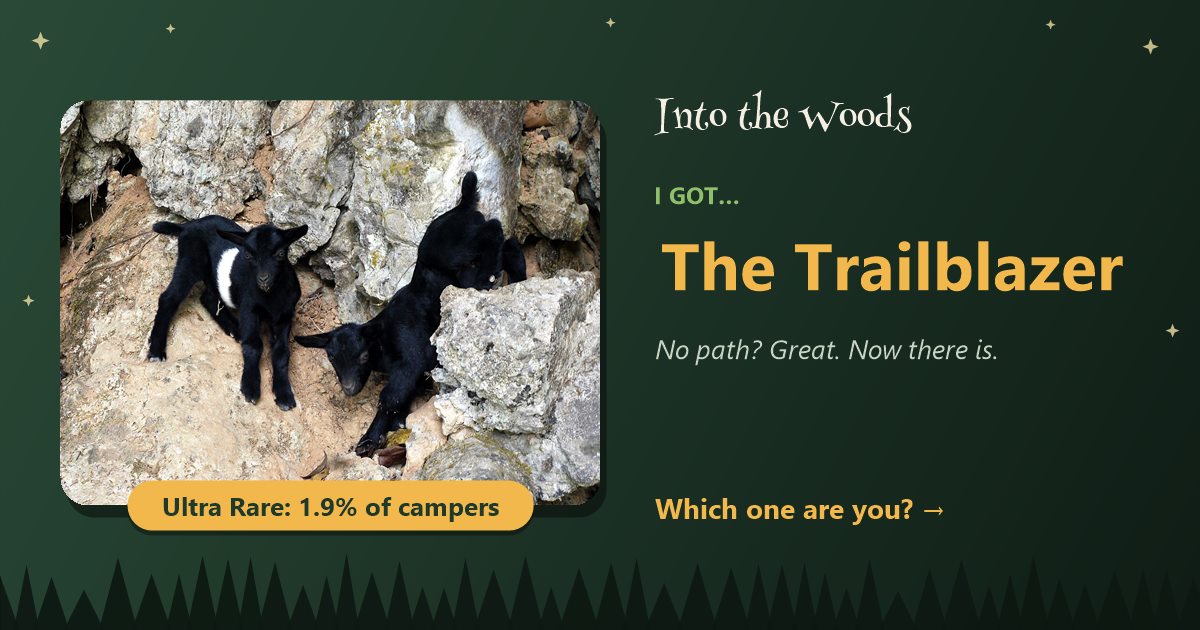 Into the Woods
I GOT...
The Trailblazer
No path? Great. Now there is.
Ultra Rare: 1.9% of campers
Which one are you? →